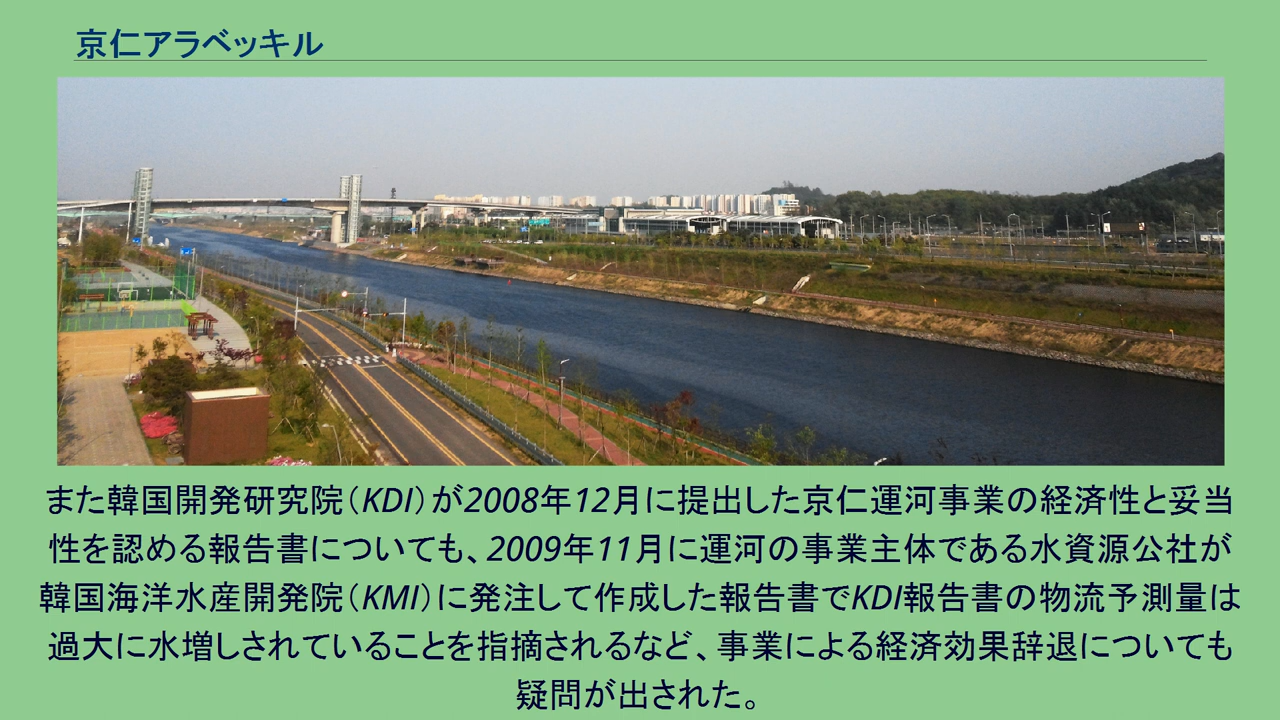 京仁アラベッキル
また韓国開発研究院（KDI）が2008年12月に提出した京仁運河事業の経済性と妥当
性を認める報告書についても、2009年11月に運河の事業主体である水資源公社が
韓国海洋水産開発院（KMI）に発注して作成した報告書でKDI報告書の物流予測量は
過大に水増しされていることを指摘されるなど、事業による経済効果辞退についても
疑問が出された。